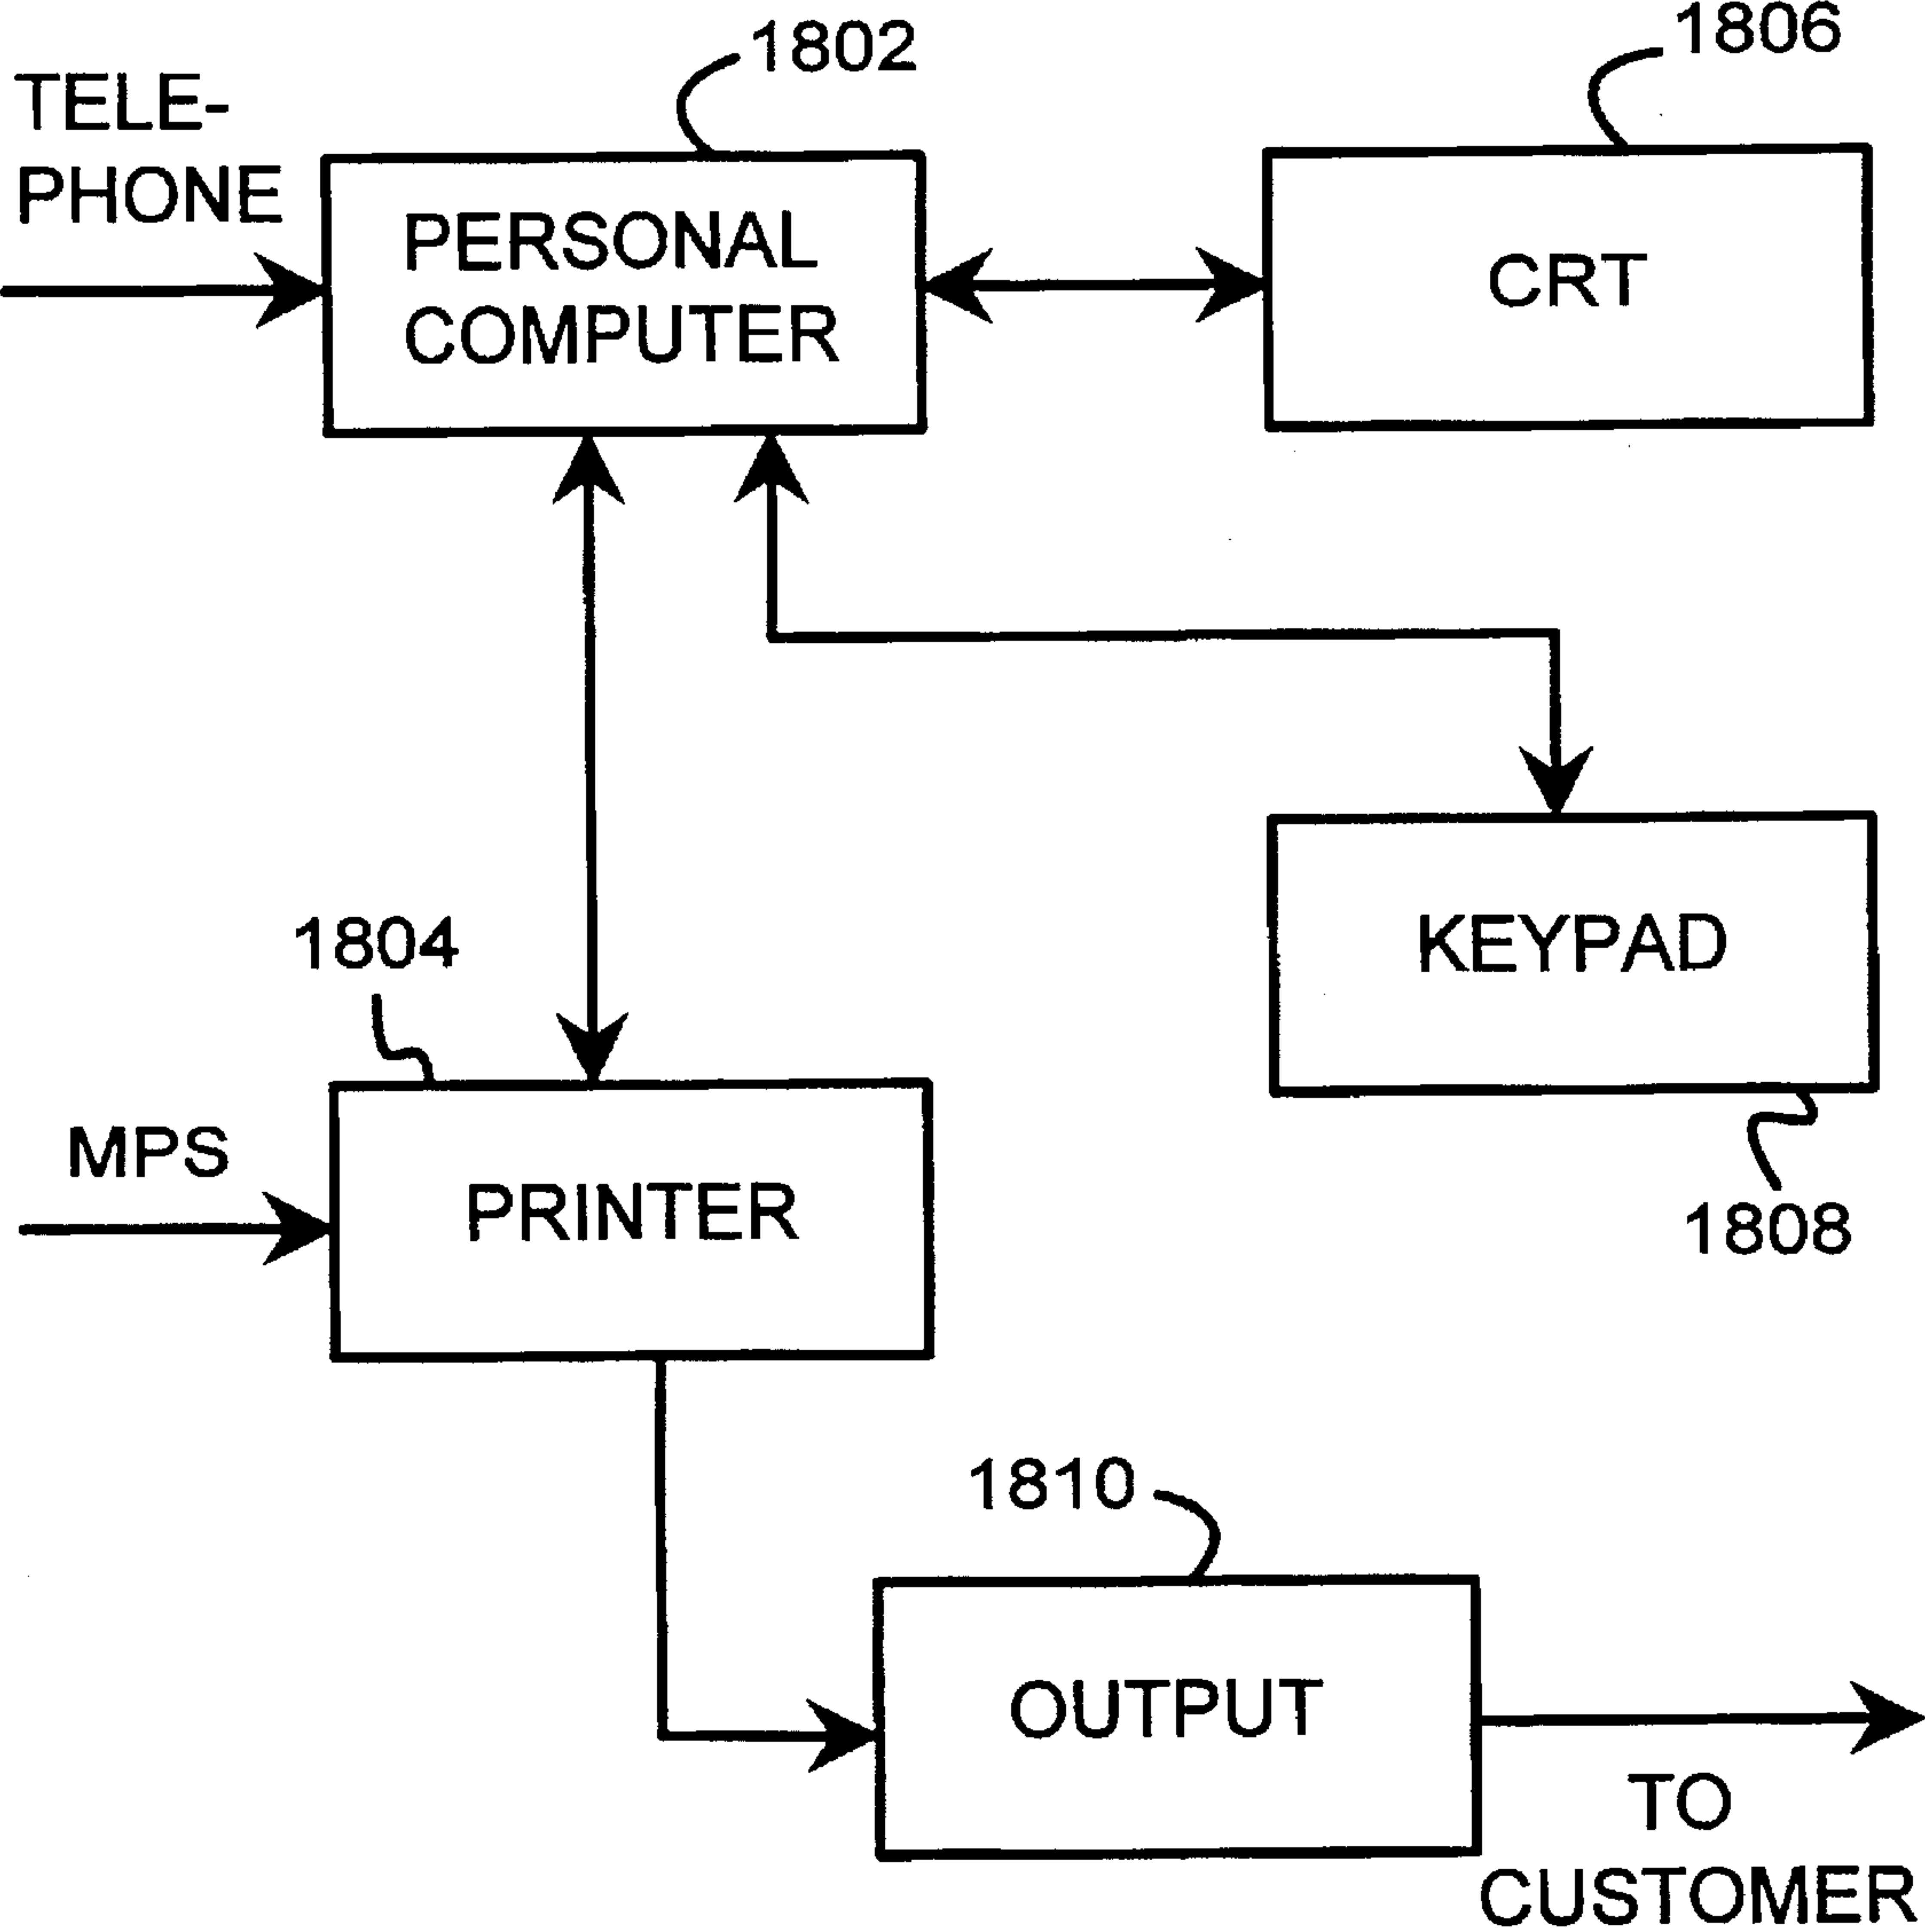 1802
1806
TELE-
PHONE
PERSONAL
COMPUTER
CRT
1804
KEYPAD
MPS
PRINTER
1808
1810
OUTPUT
TO
CUSTOMER